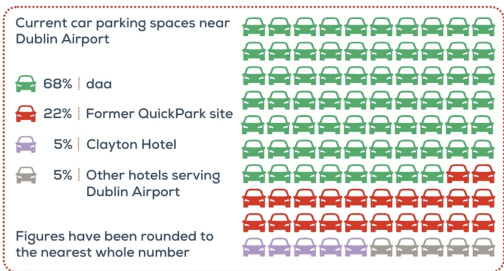 Current car parking spaces near
Dublin Airport
68% daa
22% Former QuickPark site
5% Clayton Hotel
5% Other hotels serving
Dublin Airport
Figures have been rounded to
the nearest whole number